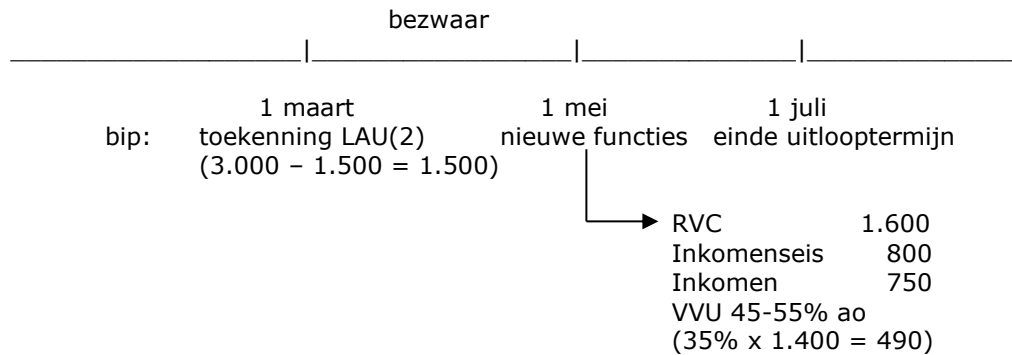 bezwaar
1 maart 1 mei 1 juli
bip: toekenning LAU(2) nieuwe functies einde uitlooptermijn
(3.000 – 1.500 = 1.500)
RVC 1.600
Inkomenseis 800
Inkomen 750
VVU 45-55% ao
(35% x 1.400 = 490)